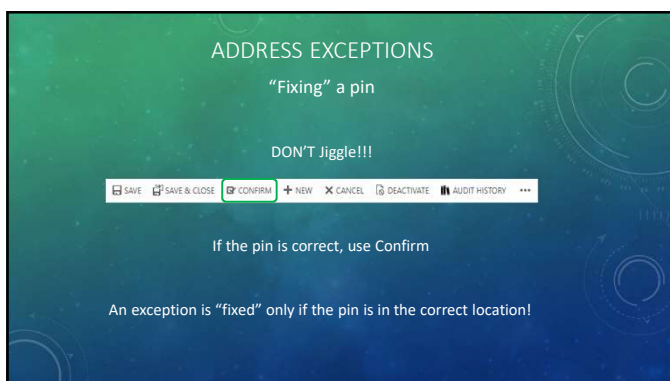 ADDRESS EXCEPTIONS
“Fixing” a pin
DON’T Jiggle!!!
SAVE SAVE & CLOSE CONFIRM NEW CANCEL DEACTIVATE AUDIT HISTORY •••
If the pin is correct, use Confirm
An exception is “fixed” only if the pin is in the correct location!